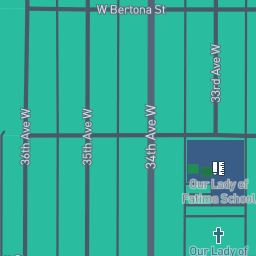 W Bertona St
33rd Ave W
36th Ave W
35th Ave W
34th Ave W
Our Lady of
Fatima School
Our Lady of